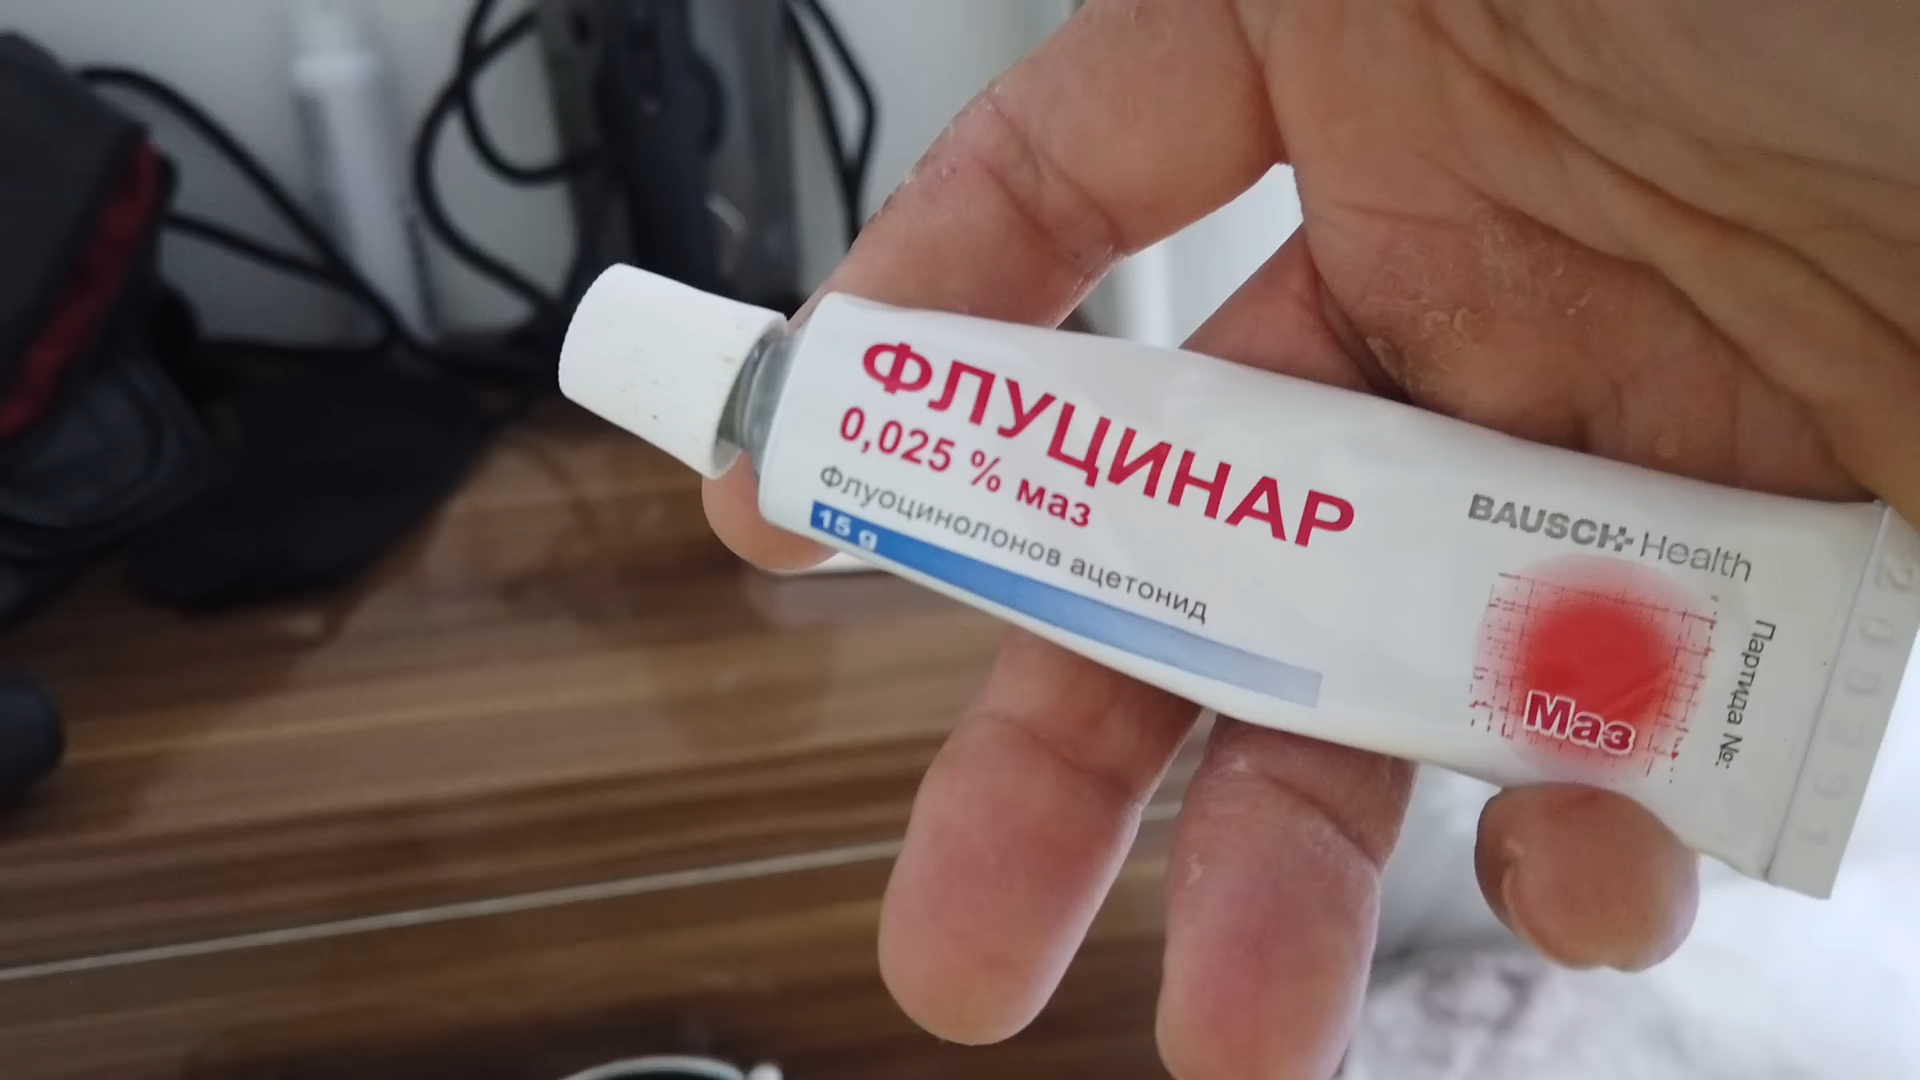 ФЛУЦИНАР
0,025 % маз
Флуоцинолонов ацетонид
15 g
BAUSCH Health
Маз
Партида №: